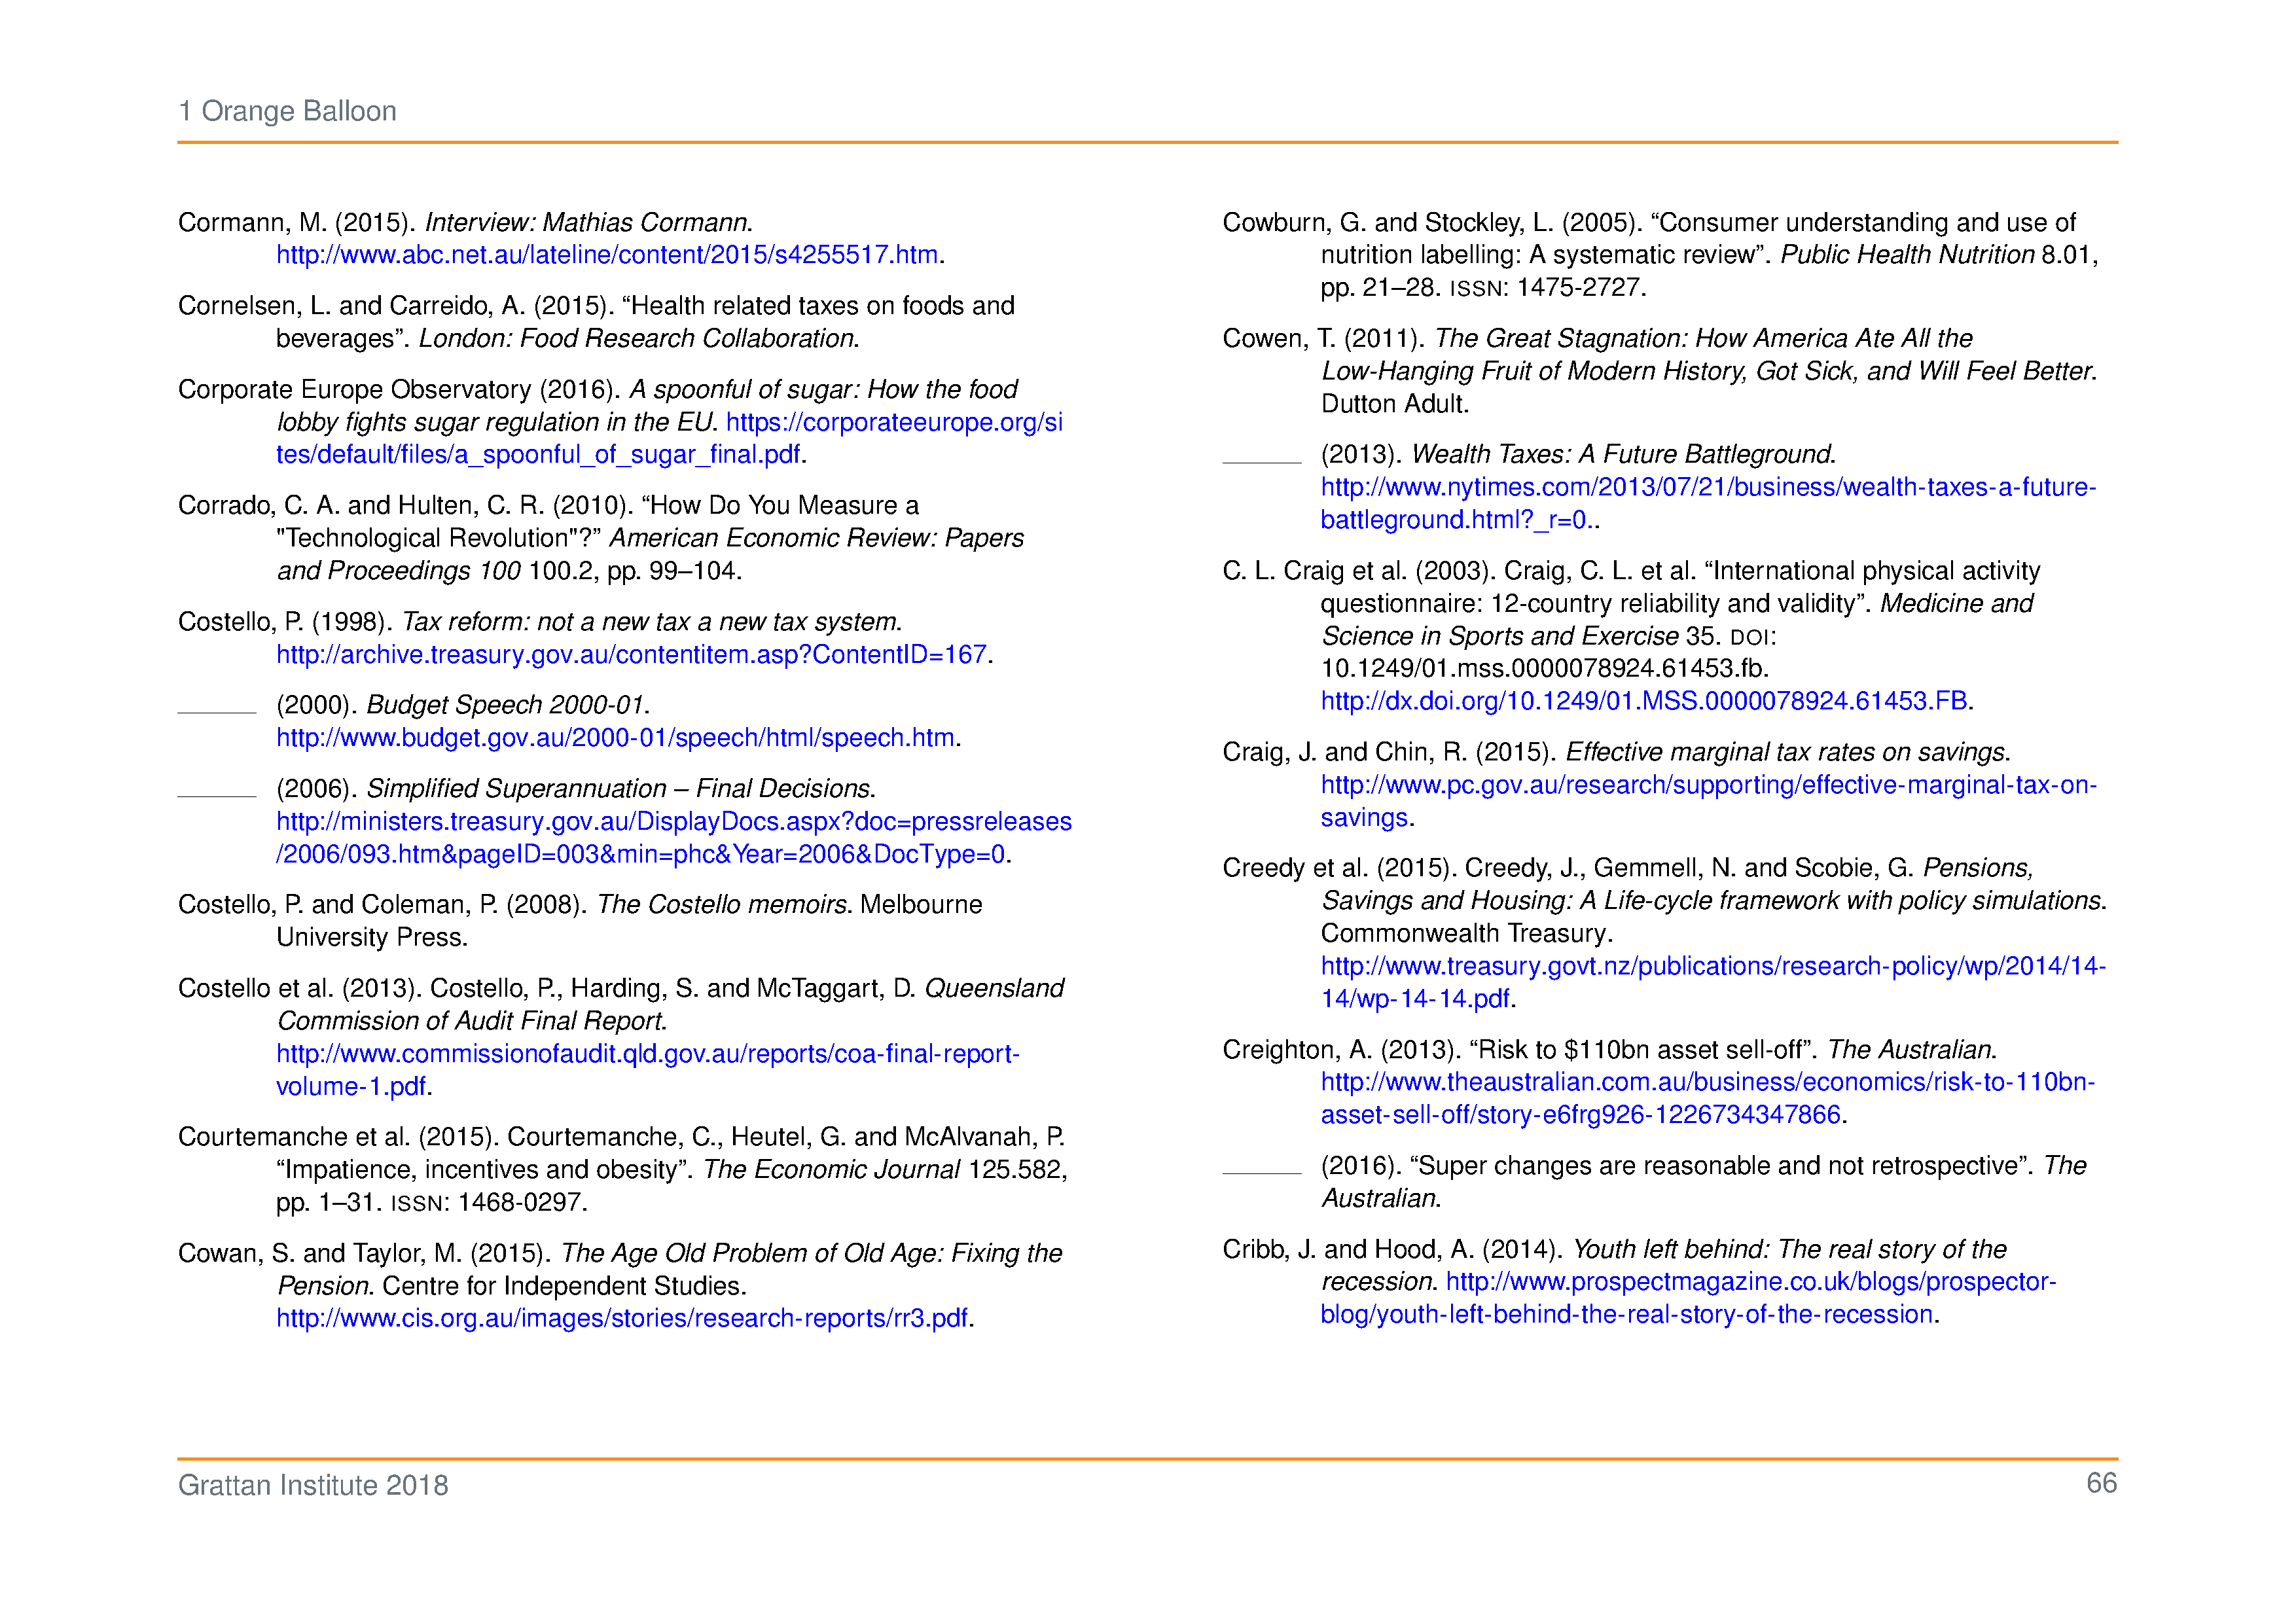 1 Orange Balloon
Cormann, M. (2015). Interview: Mathias Cormann.
http://www.abc.net.au/lateline/content/2015/s4255517.htm.
Cornelsen, L. and Carreido, A. (2015). “Health related taxes on foods and
beverages”. London: Food Research Collaboration.
Corporate Europe Observatory (2016). A spoonful of sugar: How the food
lobby fights sugar regulation in the EU. https://corporateeurope.org/si
tes/default/files/a_spoonful_of_sugar_final.pdf.
Corrado, C. A. and Hulten, C. R. (2010). “How Do You Measure a
"Technological Revolution"?” American Economic Review: Papers
and Proceedings 100 100.2, pp. 99–104.
Costello, P. (1998). Tax reform: not a new tax a new tax system.
http://archive.treasury.gov.au/contentitem.asp?ContentID=167.
______ (2000). Budget Speech 2000-01.
http://www.budget.gov.au/2000-01/speech/html/speech.htm.
______ (2006). Simplified Superannuation – Final Decisions.
http://ministers.treasury.gov.au/DisplayDocs.aspx?doc=pressreleases
/2006/093.htm&pageID=003&min=phc&Year=2006&DocType=0.
Costello, P. and Coleman, P. (2008). The Costello memoirs. Melbourne
University Press.
Costello et al. (2013). Costello, P., Harding, S. and McTaggart, D. Queensland
Commission of Audit Final Report.
http://www.commissionofaudit.qld.gov.au/reports/coa-final-report-
volume-1.pdf.
Courtemanche et al. (2015). Courtemanche, C., Heutel, G. and McAlvanah, P.
“Impatience, incentives and obesity”. The Economic Journal 125.582,
pp. 1–31. ISSN: 1468-0297.
Cowan, S. and Taylor, M. (2015). The Age Old Problem of Old Age: Fixing the
Pension. Centre for Independent Studies.
http://www.cis.org.au/images/stories/research-reports/rr3.pdf.
Cowburn, G. and Stockley, L. (2005). “Consumer understanding and use of
nutrition labelling: A systematic review”. Public Health Nutrition 8.01,
pp. 21–28. ISSN: 1475-2727.
Cowen, T. (2011). The Great Stagnation: How America Ate All the
Low-Hanging Fruit of Modern History, Got Sick, and Will Feel Better.
Dutton Adult.
______ (2013). Wealth Taxes: A Future Battleground.
http://www.nytimes.com/2013/07/21/business/wealth-taxes-a-future-
battleground.html?_r=0..
C. L. Craig et al. (2003). Craig, C. L. et al. “International physical activity
questionnaire: 12-country reliability and validity”. Medicine and
Science in Sports and Exercise 35. DOI:
10.1249/01.mss.0000078924.61453.fb.
http://dx.doi.org/10.1249/01.MSS.0000078924.61453.FB.
Craig, J. and Chin, R. (2015). Effective marginal tax rates on savings.
http://www.pc.gov.au/research/supporting/effective-marginal-tax-on-
savings.
Creedy et al. (2015). Creedy, J., Gemmell, N. and Scobie, G. Pensions,
Savings and Housing: A Life-cycle framework with policy simulations.
Commonwealth Treasury.
http://www.treasury.govt.nz/publications/research-policy/wp/2014/14-
14/wp-14-14.pdf.
Creighton, A. (2013). “Risk to $110bn asset sell-off”. The Australian.
http://www.theaustralian.com.au/business/economics/risk-to-110bn-
asset-sell-off/story-e6frg926-1226734347866.
______ (2016). “Super changes are reasonable and not retrospective”. The
Australian.
Cribb, J. and Hood, A. (2014). Youth left behind: The real story of the
recession. http://www.prospectmagazine.co.uk/blogs/prospector-
blog/youth-left-behind-the-real-story-of-the-recession.
Grattan Institute 2018
66